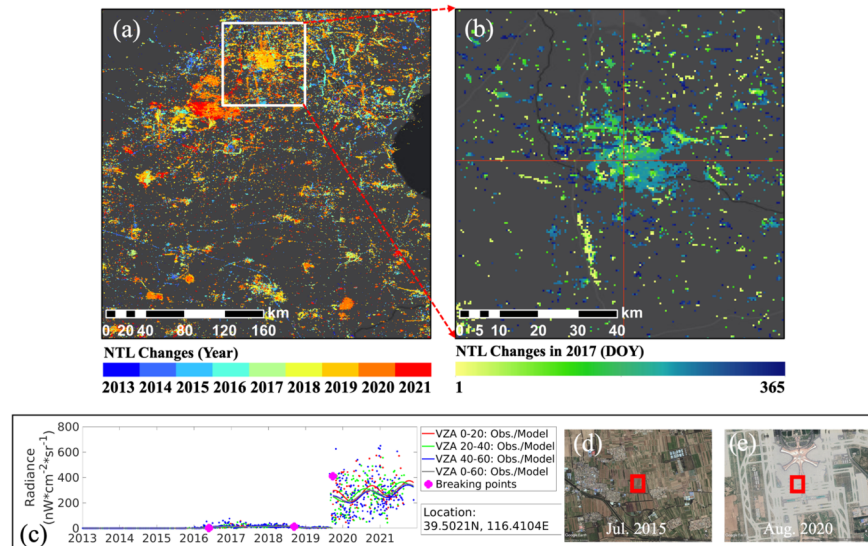 (a)
(b)
0 20 40 80 120 160
km
0 5 10 20 30 40
km
NTL Changes (Year)
NTL Changes in 2017 (DOY)
2013 2014 2015 2016 2017 2018 2019 2020 2021
1 365
800
600
400
200
0
Radiance
(nW*cm-2*sr-1)
(c)
2013 2014 2015 2016 2017 2018 2019 2020 2021
VZA 0-20: Obs./Model
VZA 20-40: Obs./Model
VZA 40-60: Obs./Model
VZA 0-60: Obs./Model
Breaking points
Location:
39.5021N, 116.4104E
(d)
Jul, 2015
(e)
Aug, 2020